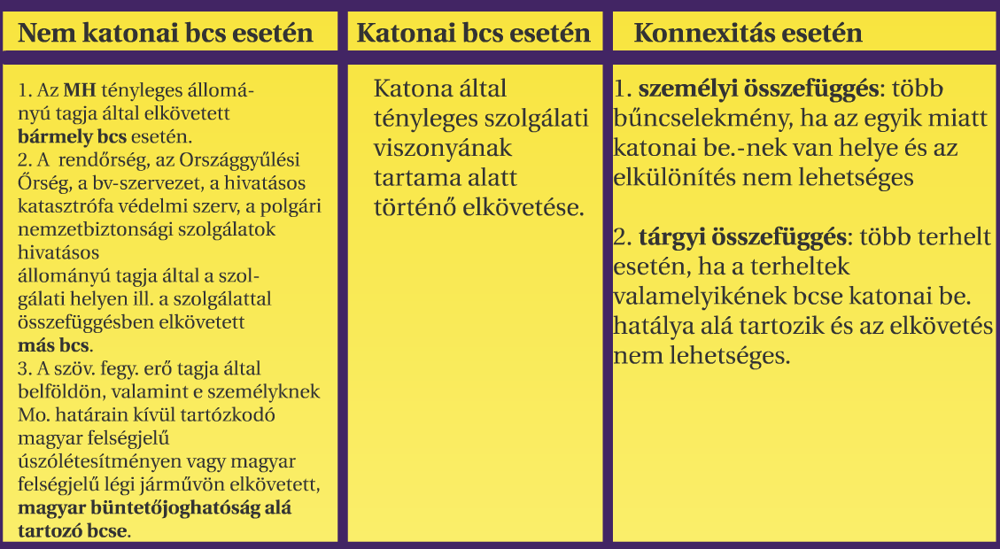 Nem katonai bcs esetén
1. Az MH tényleges állomá-
nyú tagja által elkövetett
bármely bcs esetén.
2. A rendőrség, az Országgyűlési
Őrség, a bv-szervezet, a hivatásos
katasztrófa védelmi szerv, a polgári
nemzetbiztonsági szolgálatok
hivatásos
állományú tagja által a szol-
gálati helyen ill. a szolgálattal
összefüggésben elkövetett
más bcs.
3. A szöv. fegy. erő tagja által
belföldön, valamint e személyknek
Mo. határain kívül tartózkodó
magyar felségjelű
úszólétesítményen vagy magyar
felségjelű légi járművön elkövetett,
magyar büntetőjoghatóság alá
tartozó bcse.
Katonai bcs esetén
Katona által
tényleges szolgálati
viszonyának
tartama alatt
történő elkövetése.
Konnexitás esetén
1. személyi összefüggés: több
bűncselekmény, ha az egyik miatt
katonai be.-nek van helye és az
elkülönítés nem lehetséges
2. tárgyi összefüggés: több terhelt
esetén, ha a terheltek
valamelyikének bcse katonai be.
hatálya alá tartozik és az elkövetés
nem lehetséges.